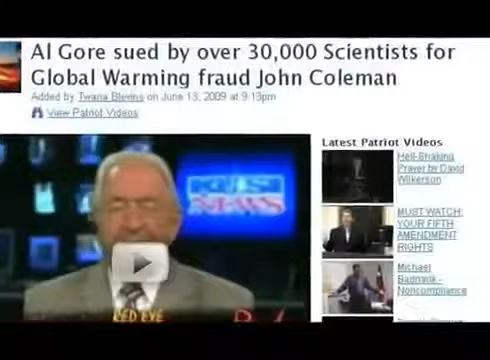 Al Gore sued by over 30,000 Scientists for
Global Warming fraud John Coleman
Added by Twana Blevins on June 13, 2009 at 9:13pm
View Patriot Videos
Latest Patriot Videos
Hell-Shaking
Prayer by David
Wilkerson
MUST WATCH:
YOUR FIFTH
AMENDMENT
RIGHTS
Michael
Badnarik -
Noncompliance
KUSI
NEWS
RED EYE